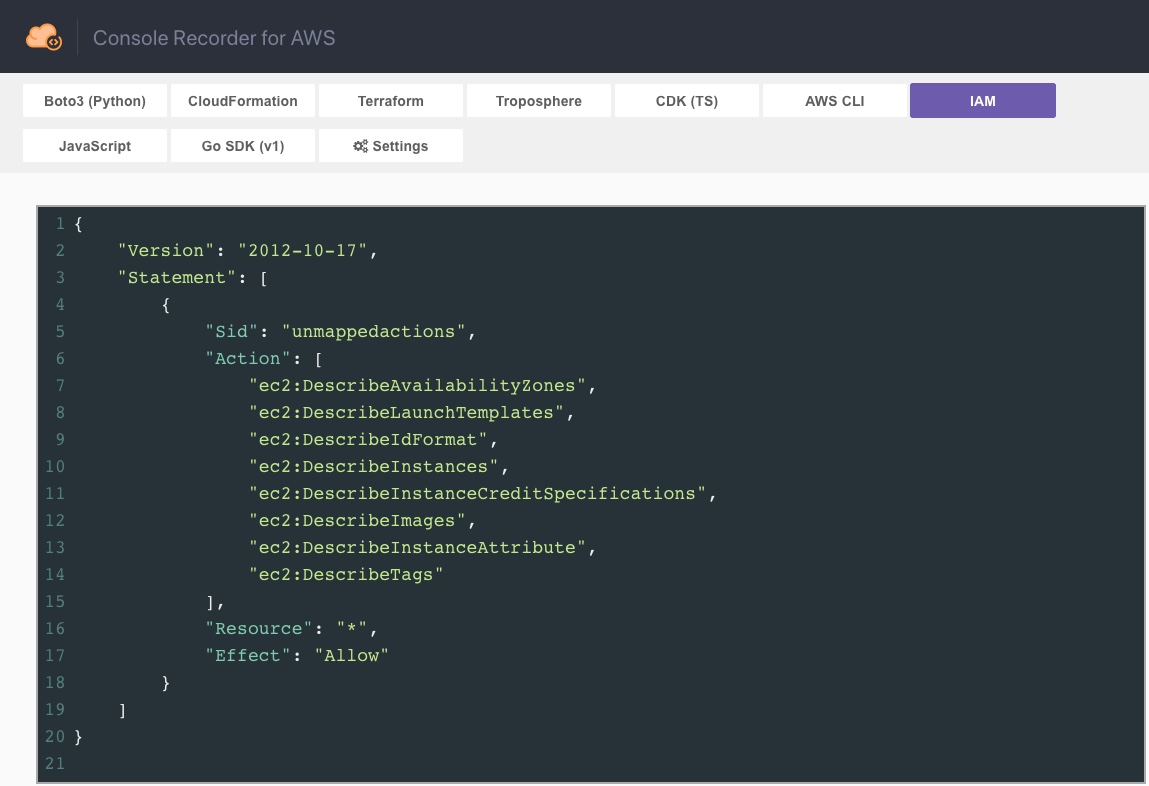 Console Recorder for AWS
Boto3 (Python) CloudFormation Terraform Troposphere CDK (TS) AWS CLI IAM
JavaScript Go SDK (v1) Settings
1 {
2     "Version": "2012-10-17",
3     "Statement": [
4         {
5             "Sid": "unmappedactions",
6             "Action": [
7                 "ec2:DescribeAvailabilityZones",
8                 "ec2:DescribeLaunchTemplates",
9                 "ec2:DescribeIdFormat",
10                 "ec2:DescribeInstances",
11                 "ec2:DescribeInstanceCreditSpecifications",
12                 "ec2:DescribeImages",
13                 "ec2:DescribeInstanceAttribute",
14                 "ec2:DescribeTags"
15             ],
16             "Resource": "*",
17             "Effect": "Allow"
18         }
19     ]
20 }
21